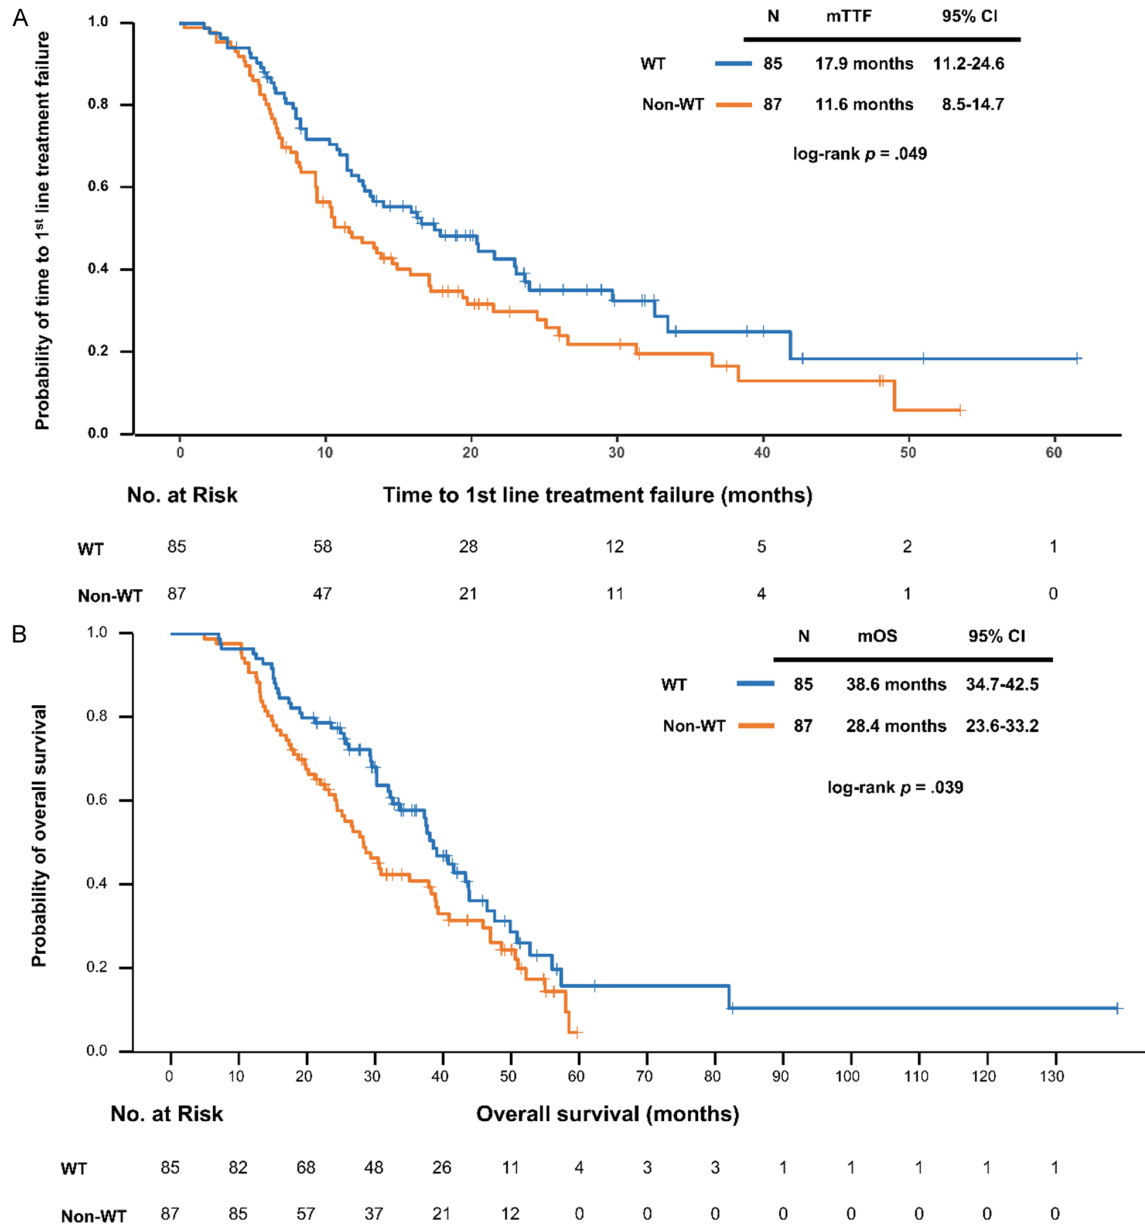 A
N mTTF 95% CI
WT 85 17.9 months 11.2-24.6
Non-WT 87 11.6 months 8.5-14.7
log-rank p = .049
Probability of time to 1st line treatment failure
1.0
0.8
0.6
0.4
0.2
0.0
0 10 20 30 40 50 60
No. at Risk Time to 1st line treatment failure (months)
WT 85 58 28 12 5 2 1
Non-WT 87 47 21 11 4 1 0
B
N mOS 95% CI
WT 85 38.6 months 34.7-42.5
Non-WT 87 28.4 months 23.6-33.2
log-rank p = .039
Probability of overall survival
1.0
0.8
0.6
0.4
0.2
0.0
0 10 20 30 40 50 60 70 80 90 100 110 120 130
No. at Risk Overall survival (months)
WT 85 82 68 48 26 11 4 3 3 1 1 1 1 1
Non-WT 87 85 57 37 21 12 0 0 0 0 0 0 0 0